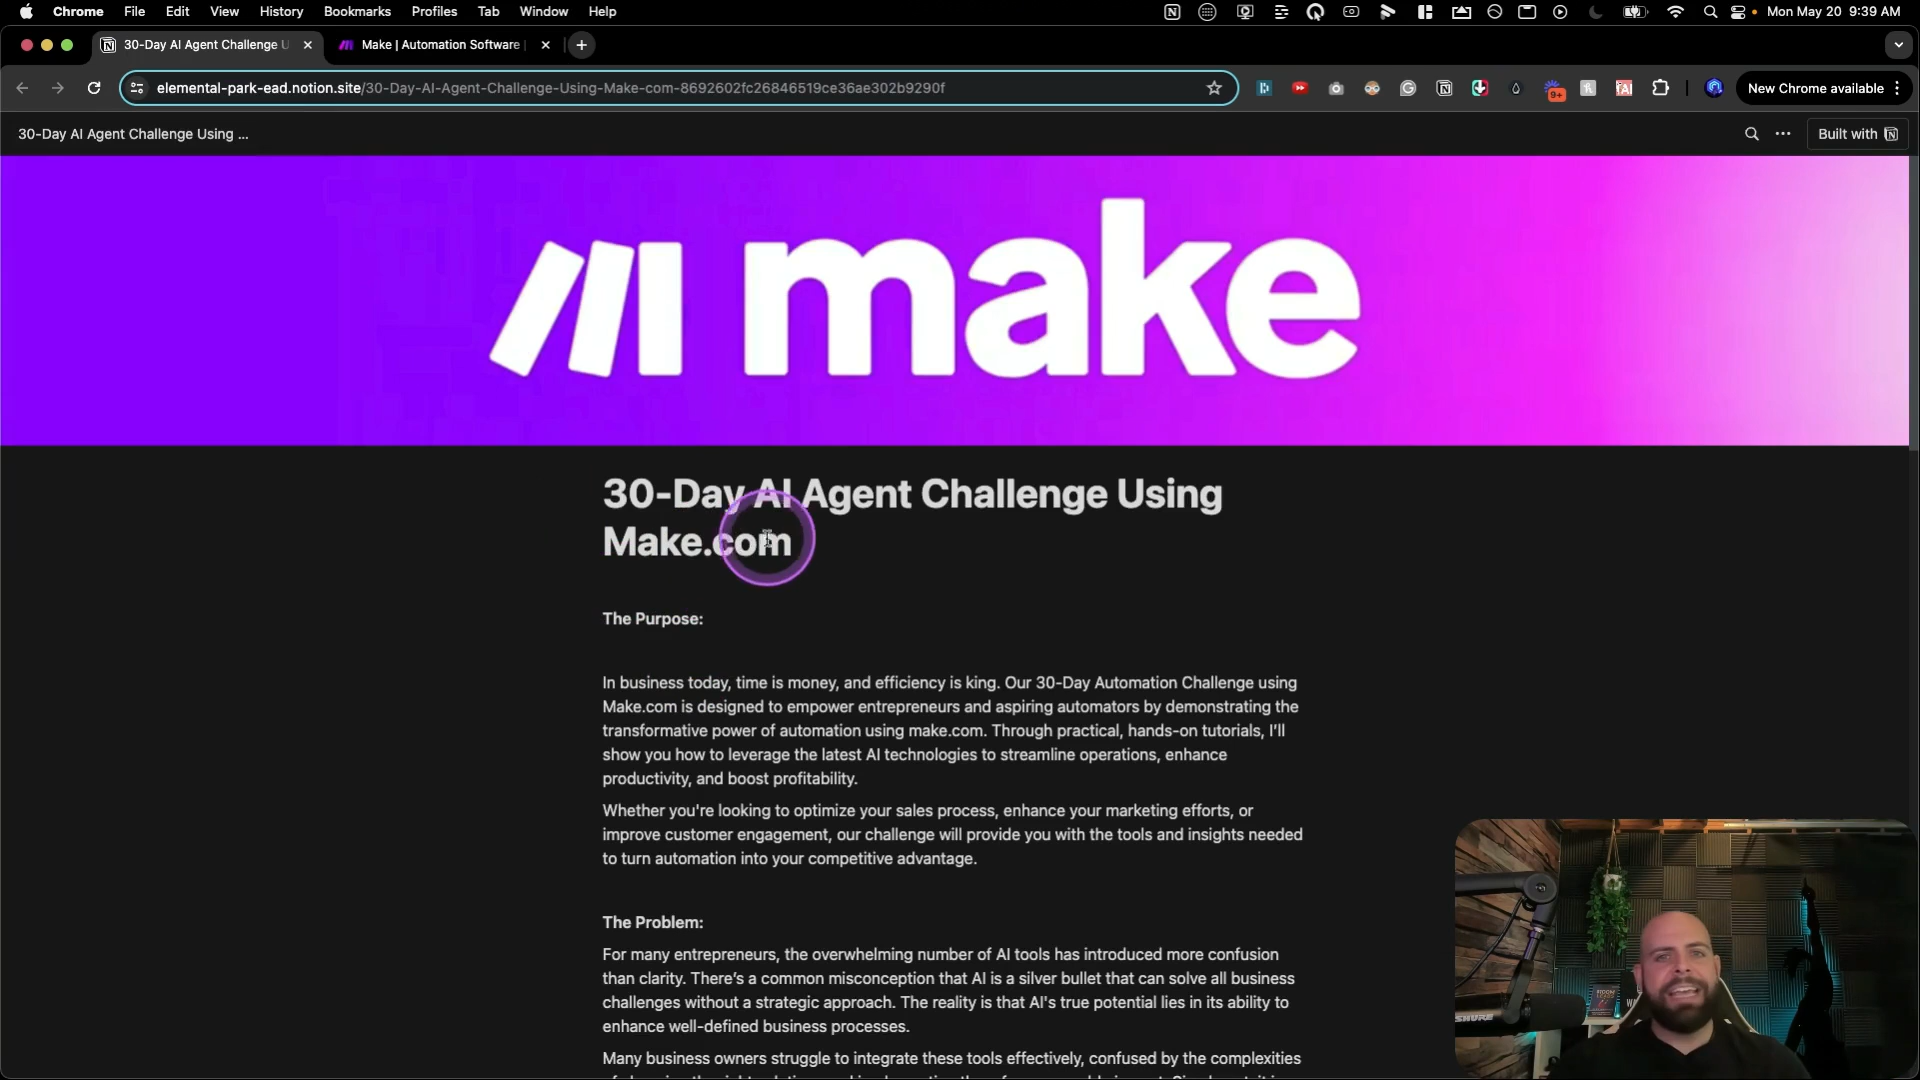 Chrome File Edit View History Bookmarks Profiles Tab Window Help Mon May 20 9:39 AM
30-Day AI Agent Challenge U Make | Automation Software
elemental-park-ead.notion.site/30-Day-AI-Agent-Challenge-Using-Make-com-8692602fc26846519ce36ae302b9290f 9+ New Chrome available
30-Day AI Agent Challenge Using ... Built with
make
30-Day AI Agent Challenge Using
Make.com
The Purpose:
In business today, time is money, and efficiency is king. Our 30-Day Automation Challenge using
Make.com is designed to empower entrepreneurs and aspiring automators by demonstrating the
transformative power of automation using make.com. Through practical, hands-on tutorials, I'll
show you how to leverage the latest AI technologies to streamline operations, enhance
productivity, and boost profitability.
Whether you're looking to optimize your sales process, enhance your marketing efforts, or
improve customer engagement, our challenge will provide you with the tools and insights needed
to turn automation into your competitive advantage.
The Problem:
For many entrepreneurs, the overwhelming number of AI tools has introduced more confusion
than clarity. There's a common misconception that AI is a silver bullet that can solve all business
challenges without a strategic approach. The reality is that AI's true potential lies in its ability to
enhance well-defined business processes.
Many business owners struggle to integrate these tools effectively, confused by the complexities
SHURE